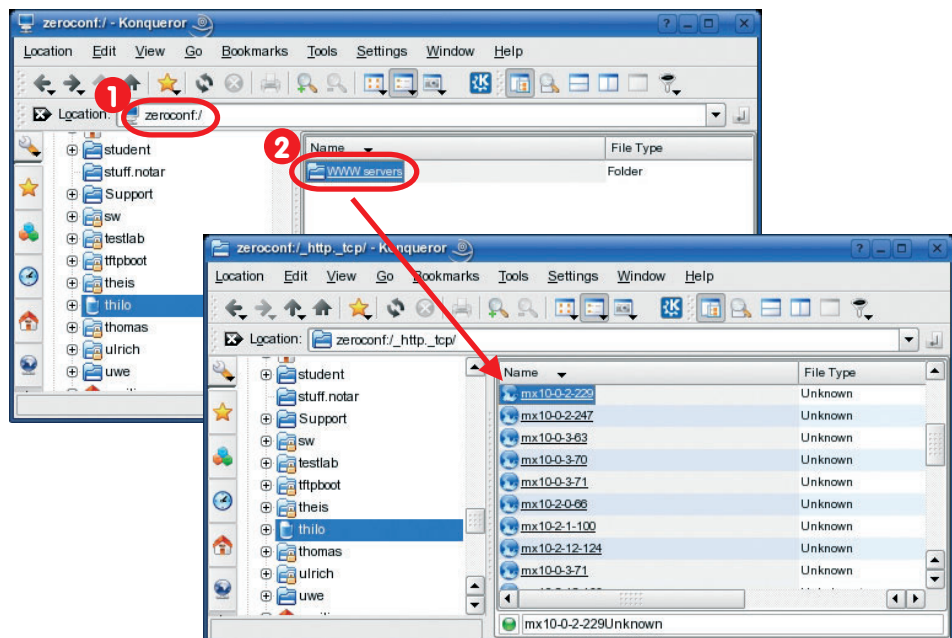 zeroconf:/ - Konqueror
Location Edit View Go Bookmarks Tools Settings Window Help
1
Location: zeroconf:/
2
Name File Type
student
stuff.notar
Support
sw
testlab
tftpboot
theis
thilo
thomas
ulrich
uwe
WWW servers Folder
zeroconf:/_http._tcp/ - Konqueror
Location Edit View Go Bookmarks Tools Settings Window Help
Location: zeroconf:/_http._tcp/
student
stuff.notar
Support
sw
testlab
tftpboot
theis
thilo
thomas
ulrich
uwe
Name File Type
mx10-0-2-229 Unknown
mx10-0-2-247 Unknown
mx10-0-3-63 Unknown
mx10-0-3-70 Unknown
mx10-0-3-71 Unknown
mx10-2-0-66 Unknown
mx10-2-1-100 Unknown
mx10-2-12-124 Unknown
mx10-0-3-71 Unknown
mx10-0-2-229Unknown